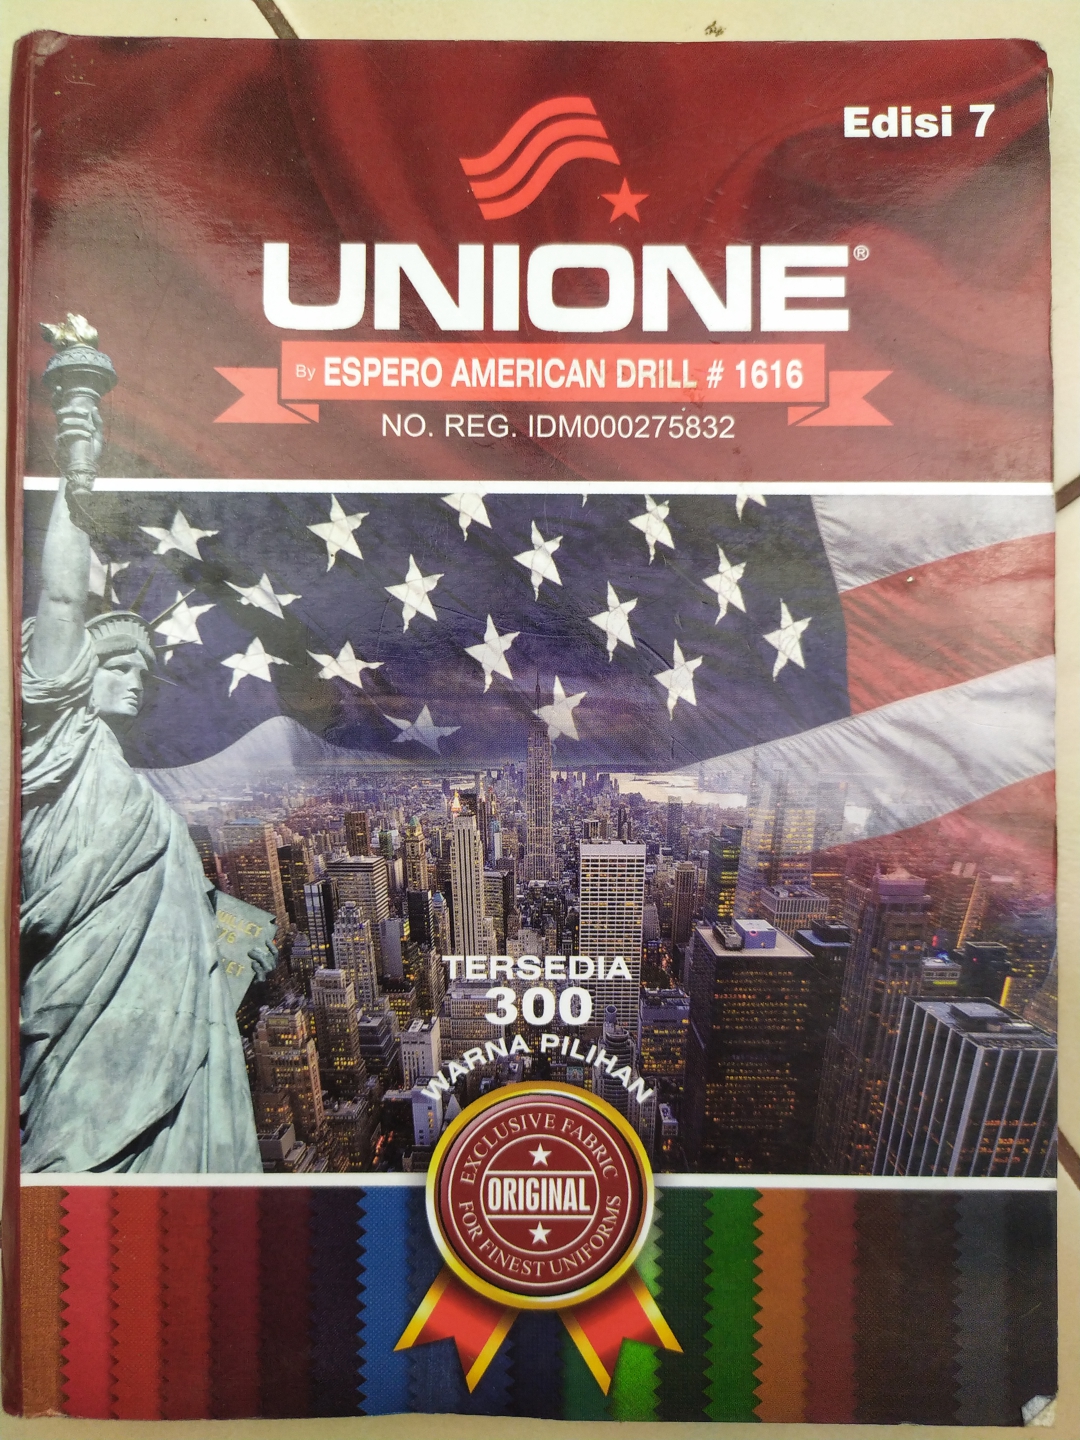 Edisi 7
UNIONE®
By ESPERO AMERICAN DRILL # 1616
NO. REG. IDM000275832
TERSEDIA
300
WARNA PILIHAN
EXCLUSIVE FABRIC
ORIGINAL
FOR FINEST UNIFORMS